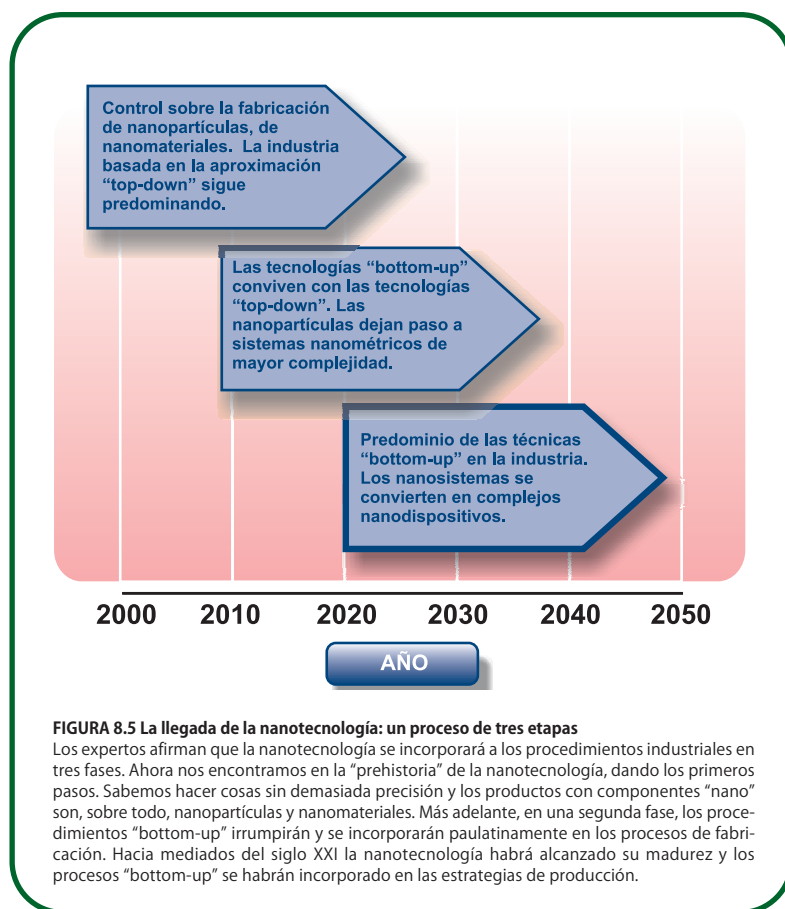 Control sobre la fabricación
de nanopartículas, de
nanomateriales. La industria
basada en la aproximación
“top-down” sigue
predominando.
Las tecnologías “bottom-up”
conviven con las tecnologías
“top-down”. Las
nanopartículas dejan paso a
sistemas nanométricos de
mayor complejidad.
Predominio de las técnicas
“bottom-up” en la industria.
Los nanosistemas se
convierten en complejos
nanodispositivos.
2000 2010 2020 2030 2040 2050
AÑO
FIGURA 8.5 La llegada de la nanotecnología: un proceso de tres etapas
Los expertos afirman que la nanotecnología se incorporará a los procedimientos industriales en
tres fases. Ahora nos encontramos en la “prehistoria” de la nanotecnología, dando los primeros
pasos. Sabemos hacer cosas sin demasiada precisión y los productos con componentes “nano”
son, sobre todo, nanopartículas y nanomateriales. Más adelante, en una segunda fase, los proce-
dimientos “bottom-up” irrumpirán y se incorporarán paulatinamente en los procesos de fabri-
cación. Hacia mediados del siglo XXI la nanotecnología habrá alcanzado su madurez y los
procesos “bottom-up” se habrán incorporado en las estrategias de producción.